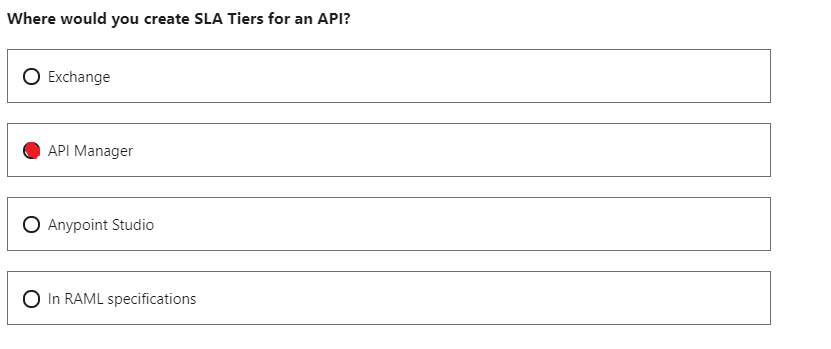 Where would you create SLA Tiers for an API?
Exchange
API Manager
Anypoint Studio
In RAML specifications